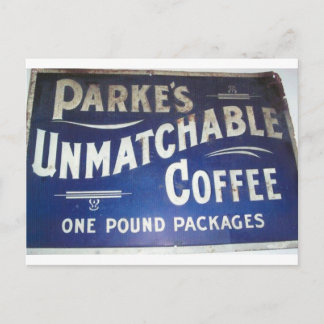 PARKE'S
UNMATCHABLE
COFFEE
ONE POUND PACKAGES